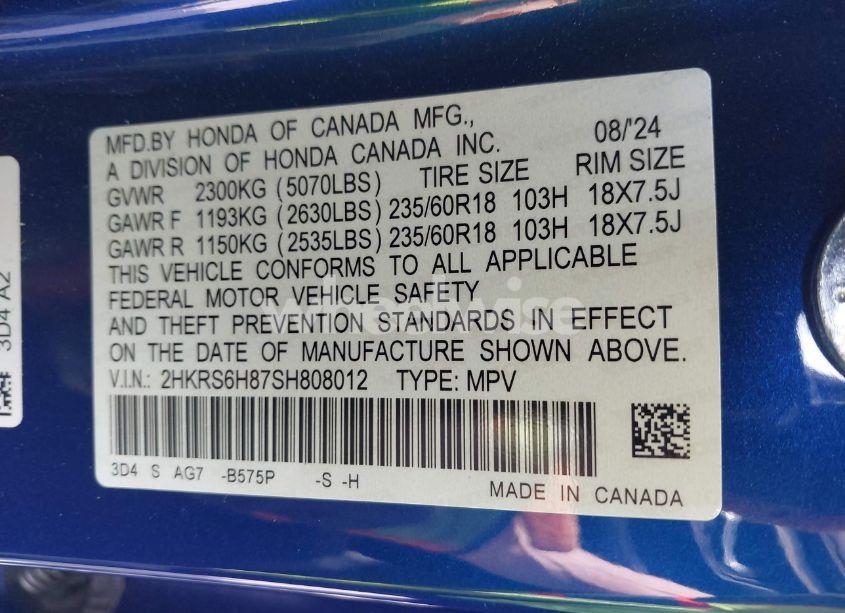 MFD.BY HONDA OF CANADA MFG., 08/'24
A DIVISION OF HONDA CANADA INC.
TIRE SIZE RIM SIZE
GVWR 2300KG (5070LBS)
GAWR F 1193KG (2630LBS) 235/60R18 103H 18X7.5J
GAWR R 1150KG (2535LBS) 235/60R18 103H 18X7.5J
THIS VEHICLE CONFORMS TO ALL APPLICABLE
FEDERAL MOTOR VEHICLE SAFETY
AND THEFT PREVENTION STANDARDS IN EFFECT
ON THE DATE OF MANUFACTURE SHOWN ABOVE.
V.I.N.: 2HKRS6H87SH808012 TYPE: MPV
3D4 S AG7 -B575P -S -H
MADE IN CANADA
3D4 A2
wheelwise